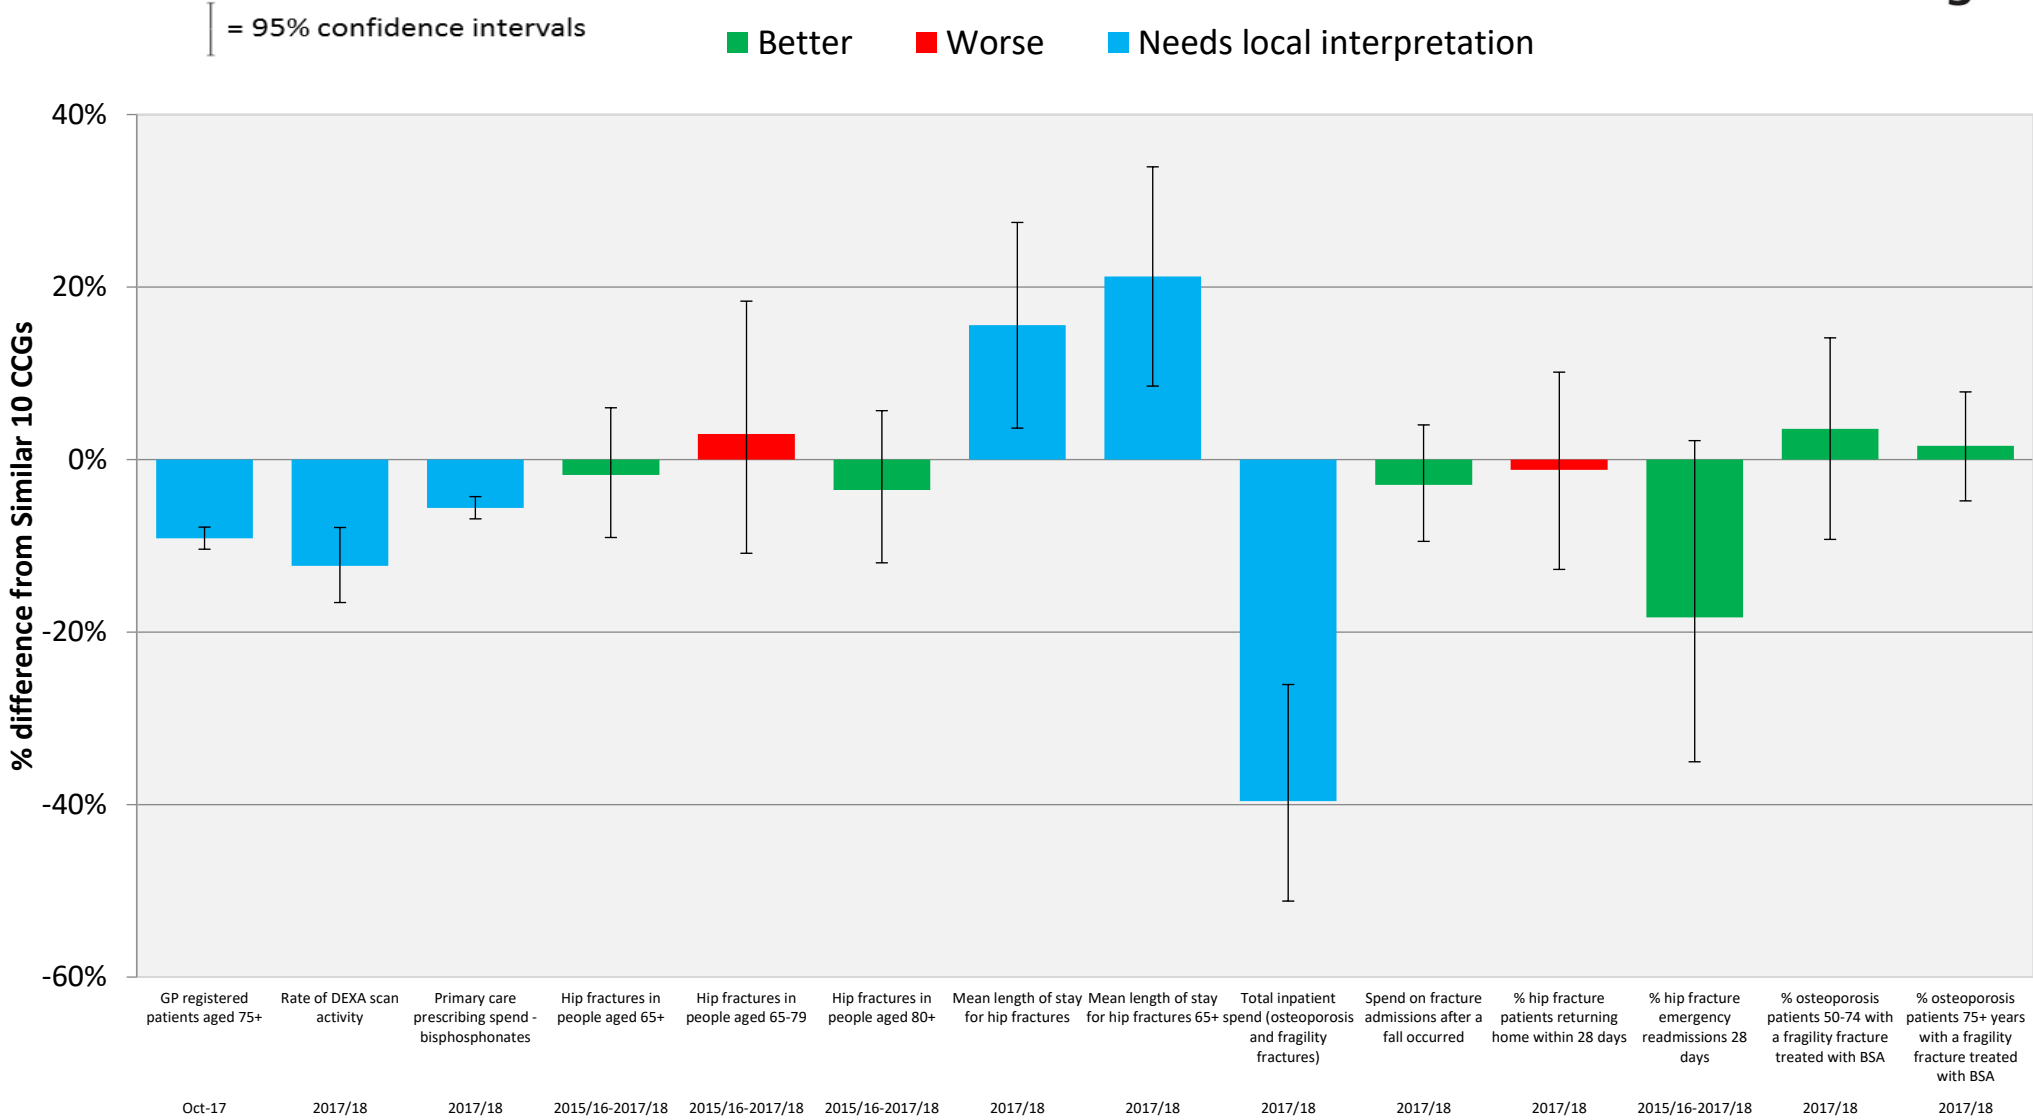 = 95% confidence intervals
Better Worse Needs local interpretation
% difference from Similar 10 CCGs
40%
20%
0%
-20%
-40%
-60%
GP registered
patients aged 75+
Oct-17
Rate of DEXA scan
activity
2017/18
Primary care
prescribing spend -
bisphosphonates
2017/18
Hip fractures in
people aged 65+
2015/16-2017/18
Hip fractures in
people aged 65-79
2015/16-2017/18
Hip fractures in
people aged 80+
2015/16-2017/18
Mean length of stay
for hip fractures
2017/18
Mean length of stay
for hip fractures 65+
2017/18
Total inpatient
spend (osteoporosis
and fragility
fractures)
2017/18
Spend on fracture
admissions after a
fall occurred
2017/18
% hip fracture
patients returning
home within 28 days
2017/18
% hip fracture
emergency
readmissions 28
days
2015/16-2017/18
% osteoporosis
patients 50-74 with
a fragility fracture
treated with BSA
2017/18
% osteoporosis
patients 75+ years
with a fragility
fracture treated
with BSA
2017/18